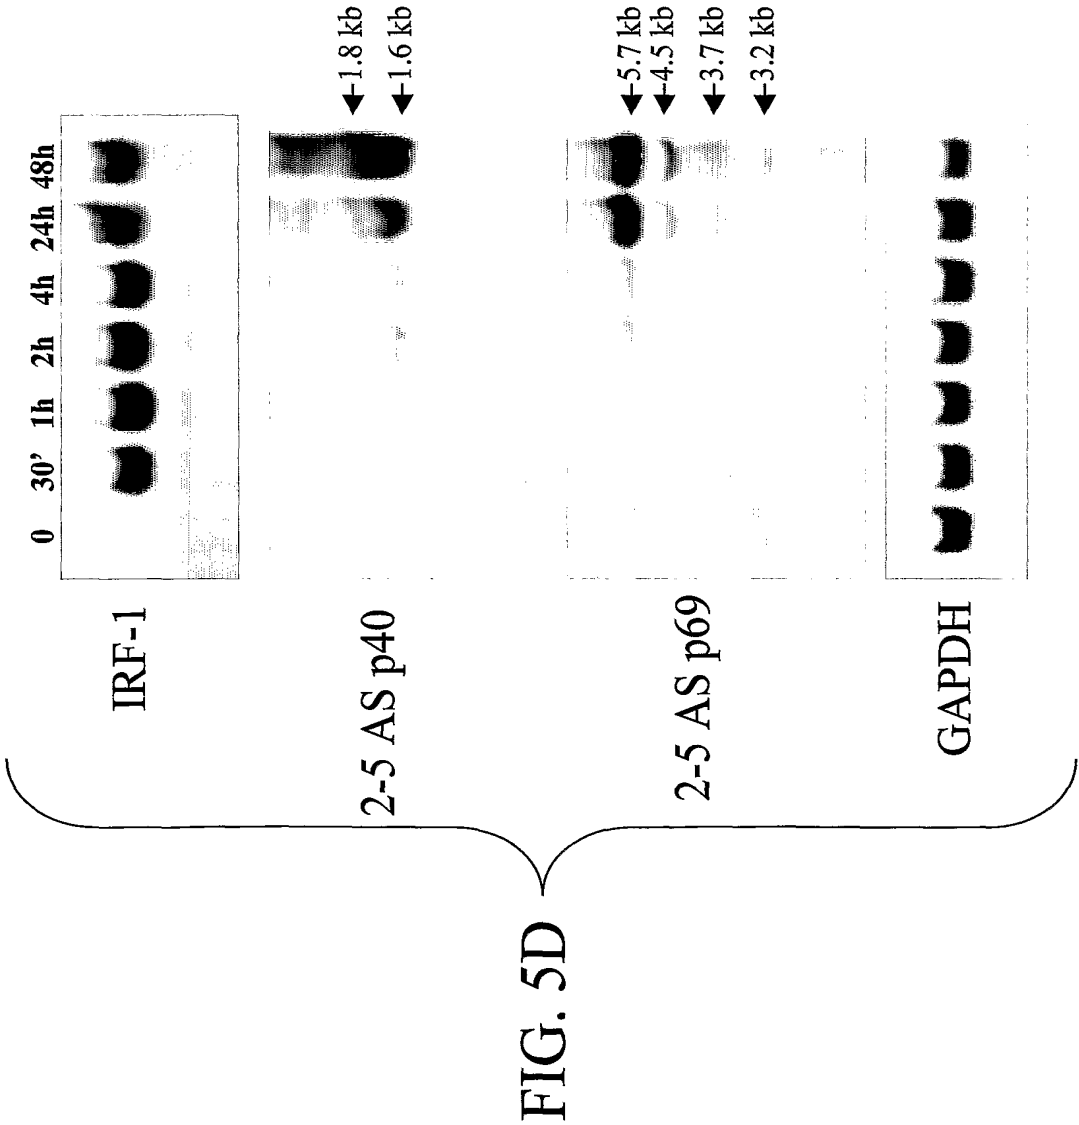 0 30' 1h 2h 4h 24h 48h
IRF-1
2-5 AS p40
1.8 kb
1.6 kb
2-5 AS p69
5.7 kb
4.5 kb
3.7 kb
3.2 kb
GAPDH
FIG. 5D